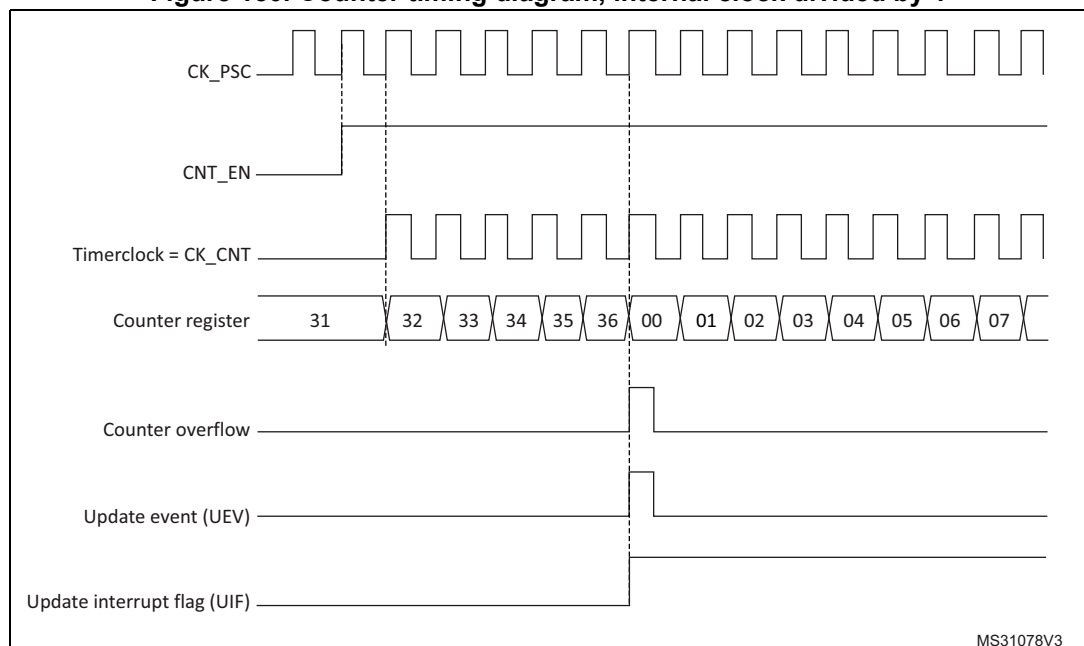 CK_PSC
CNT_EN
Timerclock = CK_CNT
Counter register 31 32 33 34 35 36 00 01 02 03 04 05 06 07
Counter overflow
Update event (UEV)
Update interrupt flag (UIF)
MS31078V3